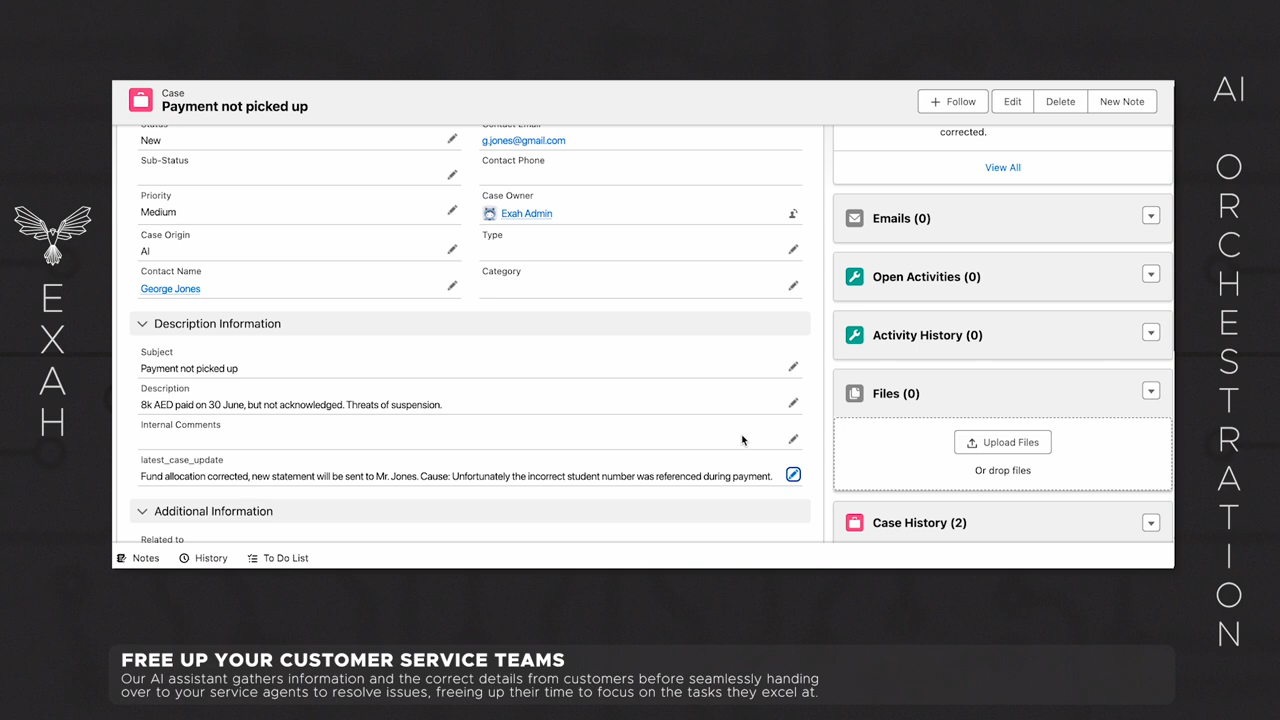 Case
Payment not picked up
Follow
Edit
Delete
New Note
New
g.jones@gmail.com
Sub-Status
Contact Phone
Priority
Medium
Case Owner
Exah Admin
Case Origin
AI
Type
Contact Name
George Jones
Category
Description Information
Subject
Payment not picked up
Description
8k AED paid on 30 June, but not acknowledged. Threats of suspension.
Internal Comments
latest_case_update
Fund allocation corrected, new statement will be sent to Mr. Jones. Cause: Unfortunately the incorrect student number was referenced during payment.
Additional Information
Related to
corrected.
View All
Emails (0)
Open Activities (0)
Activity History (0)
Files (0)
Upload Files
Or drop files
Case History (2)
Notes
History
To Do List
EXAH
AI ORCHESTRATION
FREE UP YOUR CUSTOMER SERVICE TEAMS
Our AI assistant gathers information and the correct details from customers before seamlessly handing
over to your service agents to resolve issues, freeing up their time to focus on the tasks they excel at.